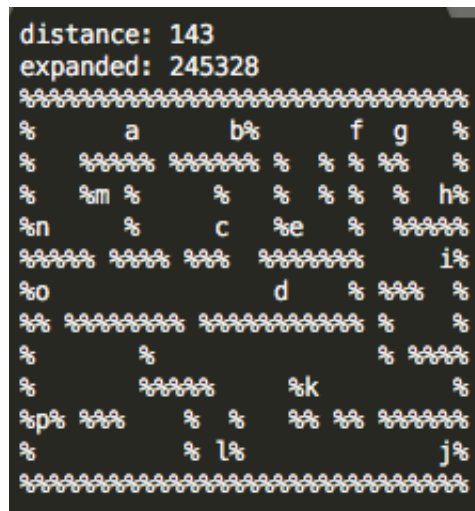 distance: 143
expanded: 245328
%%%%%%%%%%%%%%%%%%%%%%%%%%%%%%
%      a      b%      f  g   %
%   %%%%% %%%%%% %  % % %%   %
%   %m %     %   %  % %  %  h%
%n     %     c   %e   %  %%%%%
%%%%% %%%% %%%  %%%%%%%     i%
%o               d    % %%%  %
%% %%%%%%%% %%%%%%%%%%% %    %
%       %               % %%%%
%       %%%%%     %k         %
%p% %%%    %  %   %% %% %%%%%%
%          % l%             j%
%%%%%%%%%%%%%%%%%%%%%%%%%%%%%%